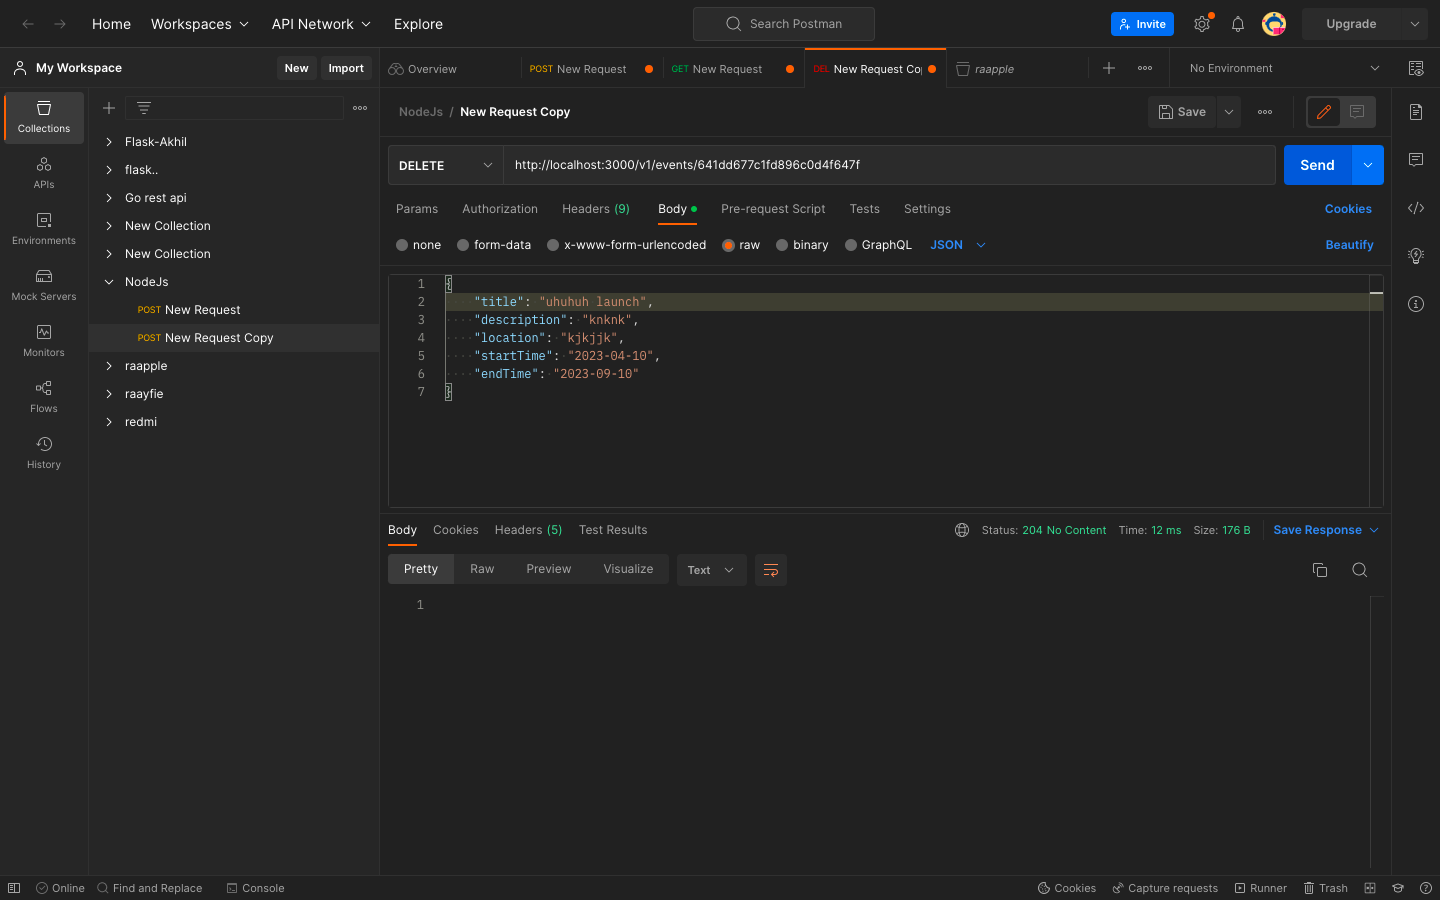 Home Workspaces API Network Explore Search Postman Invite Upgrade
My Workspace New Import Overview POST New Request GET New Request DEL New Request Co raapple No Environment
Collections
APIs
Environments
Mock Servers
Monitors
Flows
History
Flask-Akhil
flask..
Go rest api
New Collection
New Collection
NodeJs
POST New Request
POST New Request Copy
raapple
raayfie
redmi
NodeJs / New Request Copy Save
DELETE http://localhost:3000/v1/events/641dd677c1fd896c0d4f647f Send
Params Authorization Headers (9) Body Pre-request Script Tests Settings Cookies
none form-data x-www-form-urlencoded raw binary GraphQL JSON Beautify
1 {
2 "title": "uhuhuh launch",
3 "description": "knknk",
4 "location": "kjkjjk",
5 "startTime": "2023-04-10",
6 "endTime": "2023-09-10"
7 }
Body Cookies Headers (5) Test Results Status: 204 No Content Time: 12 ms Size: 176 B Save Response
Pretty Raw Preview Visualize Text
1
Online Find and Replace Console Cookies Capture requests Runner Trash